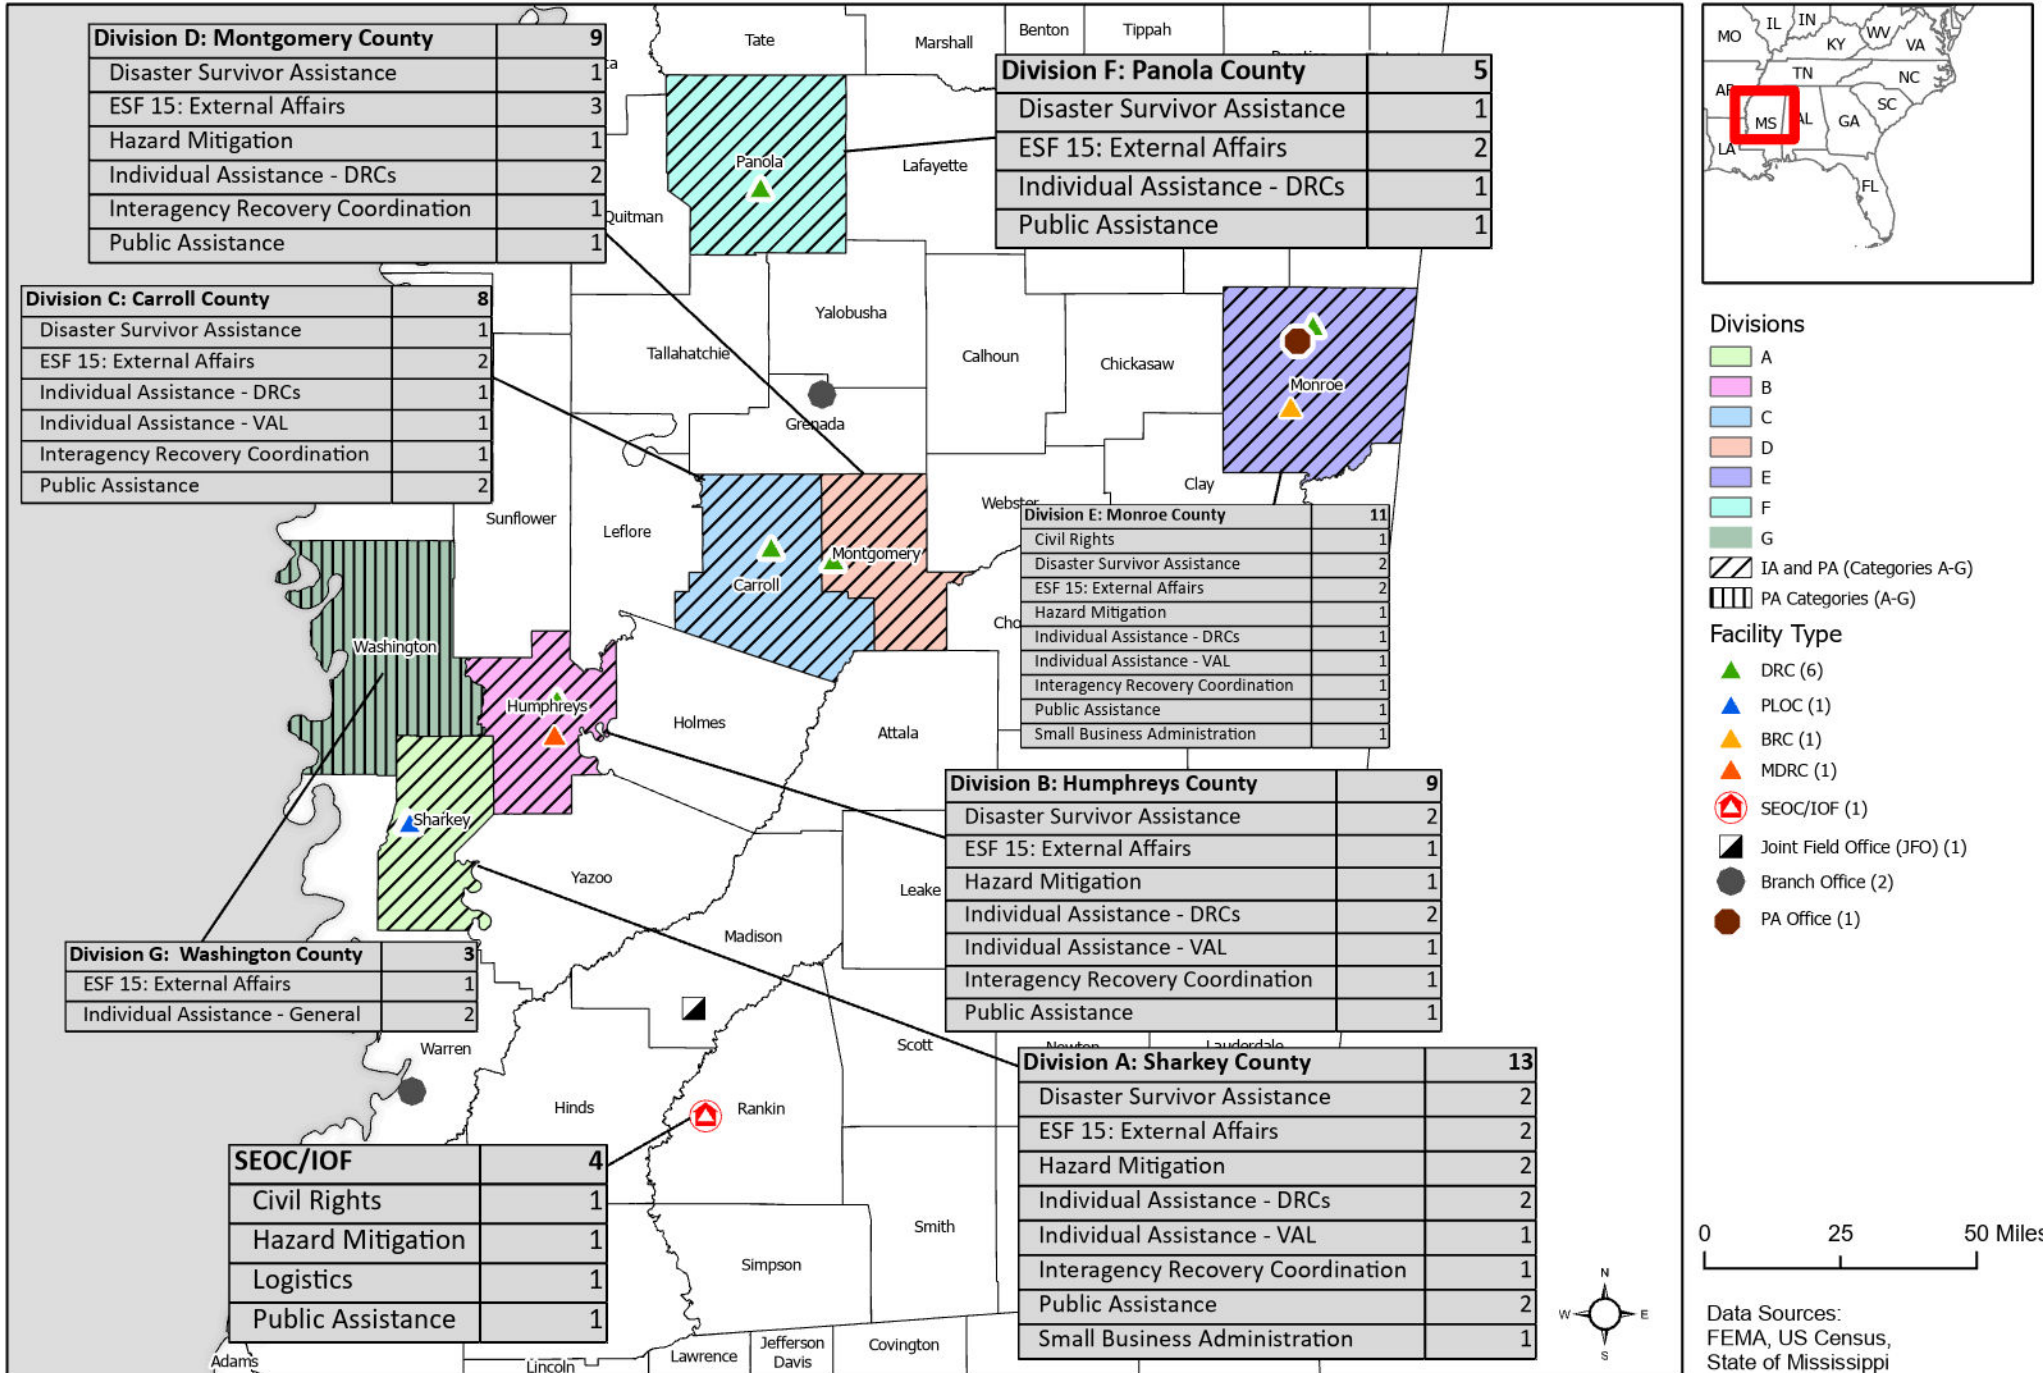 Division D: Montgomery County 9
Disaster Survivor Assistance 1
ESF 15: External Affairs 3
Hazard Mitigation 1
Individual Assistance - DRCs 2
Interagency Recovery Coordination 1
Public Assistance 1
Division F: Panola County 5
Disaster Survivor Assistance 1
ESF 15: External Affairs 2
Individual Assistance - DRCs 1
Public Assistance 1
Division C: Carroll County 8
Disaster Survivor Assistance 1
ESF 15: External Affairs 2
Individual Assistance - DRCs 1
Individual Assistance - VAL 1
Interagency Recovery Coordination 1
Public Assistance 2
Division E: Monroe County 11
Civil Rights 1
Disaster Survivor Assistance 2
ESF 15: External Affairs 2
Hazard Mitigation 1
Individual Assistance - DRCs 1
Individual Assistance - VAL 1
Interagency Recovery Coordination 1
Public Assistance 1
Small Business Administration 1
Division B: Humphreys County 9
Disaster Survivor Assistance 2
ESF 15: External Affairs 1
Hazard Mitigation 1
Individual Assistance - DRCs 2
Individual Assistance - VAL 1
Interagency Recovery Coordination 1
Public Assistance 1
Division G: Washington County 3
ESF 15: External Affairs 1
Individual Assistance - General 2
Division A: Sharkey County 13
Disaster Survivor Assistance 2
ESF 15: External Affairs 2
Hazard Mitigation 2
Individual Assistance - DRCs 2
Individual Assistance - VAL 1
Interagency Recovery Coordination 1
Public Assistance 2
Small Business Administration 1
SEOC/IOF 4
Civil Rights 1
Hazard Mitigation 1
Logistics 1
Public Assistance 1
Tate
Marshall
Benton
Tippah
Panola
Lafayette
Quitman
Yalobusha
Tallahatchie
Calhoun
Chickasaw
Monroe
Grenada
Clay
Webster
Sunflower
Leflore
Montgomery
Carroll
Cho
Washington
Humphreys
Holmes
Attala
Sharkey
Yazoo
Leake
Madison
Warren
Scott
Newton
Lauderdale
Hinds
Rankin
Smith
Simpson
Adams
Lincoln
Lawrence
Jefferson
Davis
Covington
N
W
E
S
MO
IL
IN
KY
WV
VA
TN
NC
AR
SC
MS
AL
GA
LA
FL
Divisions
A
B
C
D
E
F
G
IA and PA (Categories A-G)
PA Categories (A-G)
Facility Type
DRC (6)
PLOC (1)
BRC (1)
MDRC (1)
SEOC/IOF (1)
Joint Field Office (JFO) (1)
Branch Office (2)
PA Office (1)
0 25 50 Miles
Data Sources:
FEMA, US Census,
State of Mississippi